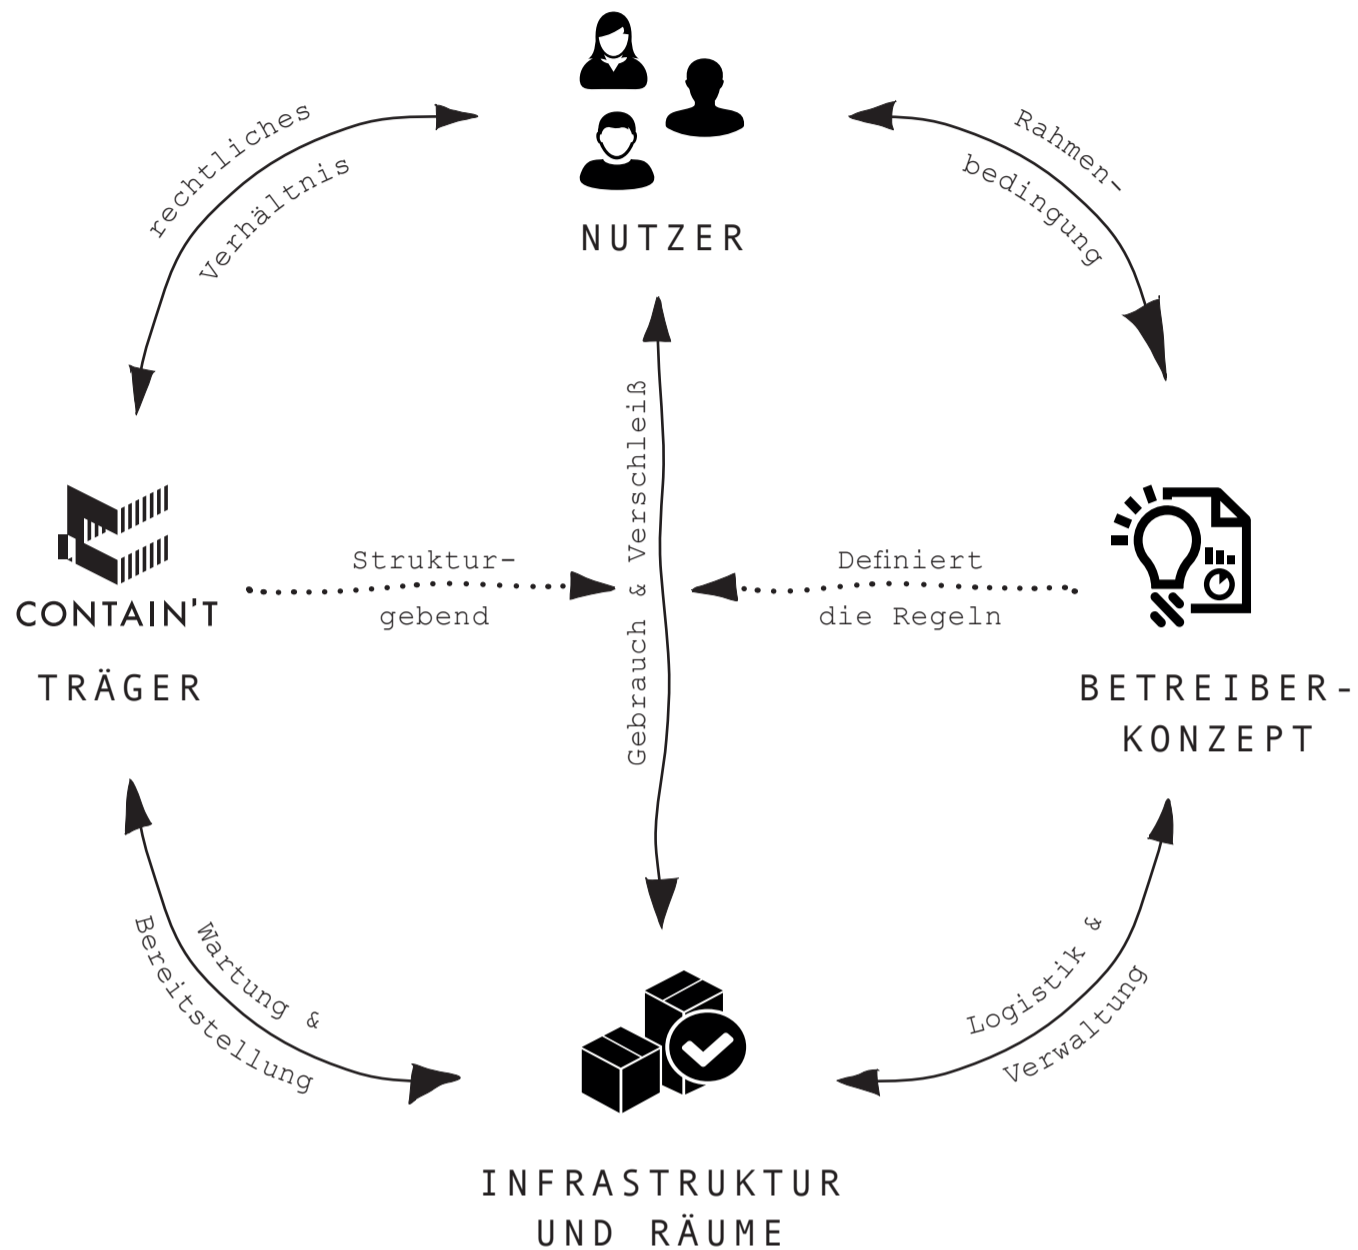 rechtliches
Verhältnis
Rahmen-
bedingung
NUTZER
Gebrauch & Verschleiß
CONTAIN'T
TRÄGER
Struktur-
gebend
Definiert
die Regeln
BETREIBER-
KONZEPT
Wartung &
Bereitstellung
Logistik &
Verwaltung
INFRASTRUKTUR
UND RÄUME